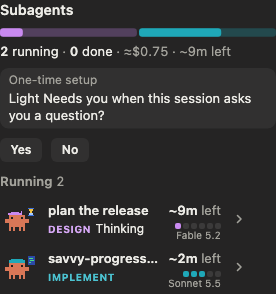 Subagents
2 running · 0 done · ≈$0.75 · ~9m left
One-time setup
Light Needs you when this session asks
you a question?
Yes No
Running 2
plan the release ~9m left
DESIGN Thinking
Fable 5.2
savvy-progress... ~2m left
IMPLEMENT
Sonnet 5.5